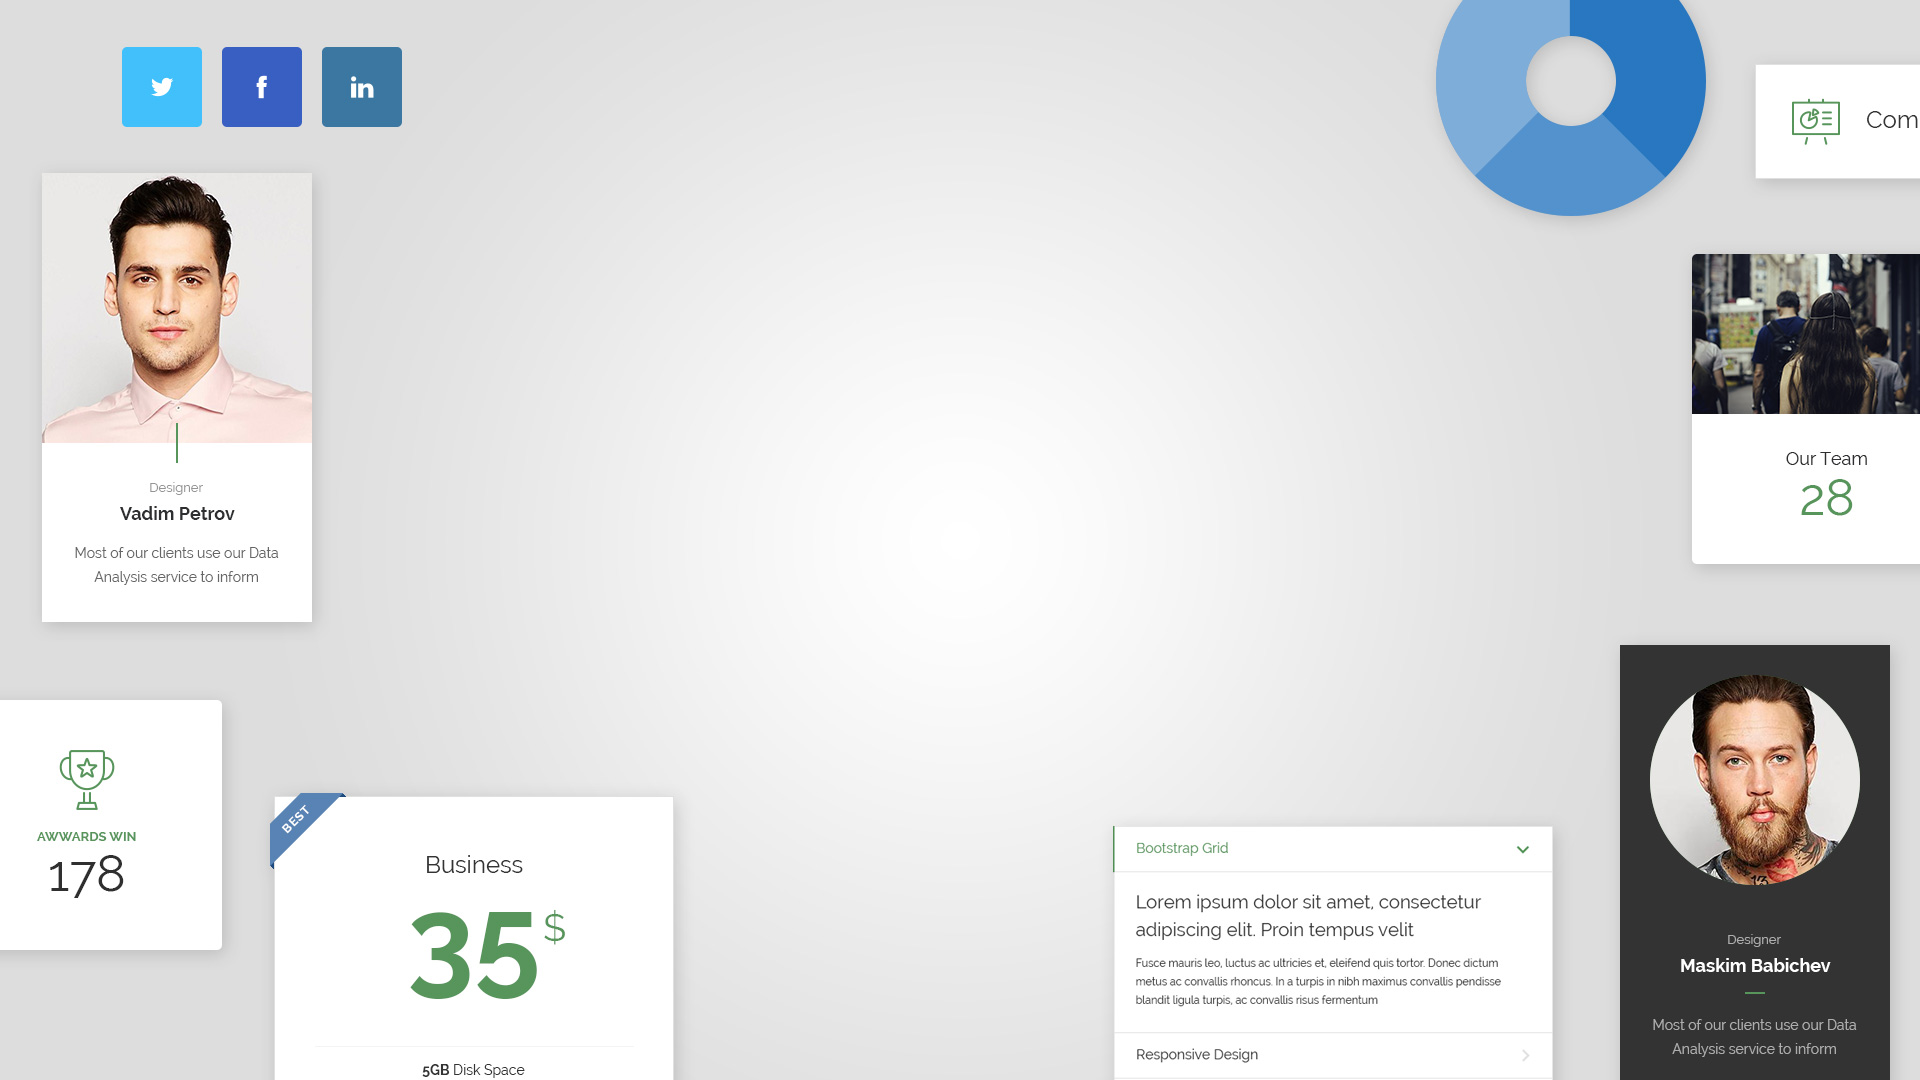 Com
Designer
Vadim Petrov
Most of our clients use our Data
Analysis service to inform
Our Team
28
AWWARDS WIN
178
BEST
Business
35$
5GB Disk Space
Bootstrap Grid
Lorem ipsum dolor sit amet, consectetur
adipiscing elit. Proin tempus velit
Fusce mauris leo, luctus ac ultricies et, eleifend quis tortor. Donec dictum
metus ac convallis rhoncus. In a turpis in nibh maximus convallis pendisse
blandit ligula turpis, ac convallis risus fermentum
Responsive Design
Designer
Maskim Babichev
Most of our clients use our Data
Analysis service to inform